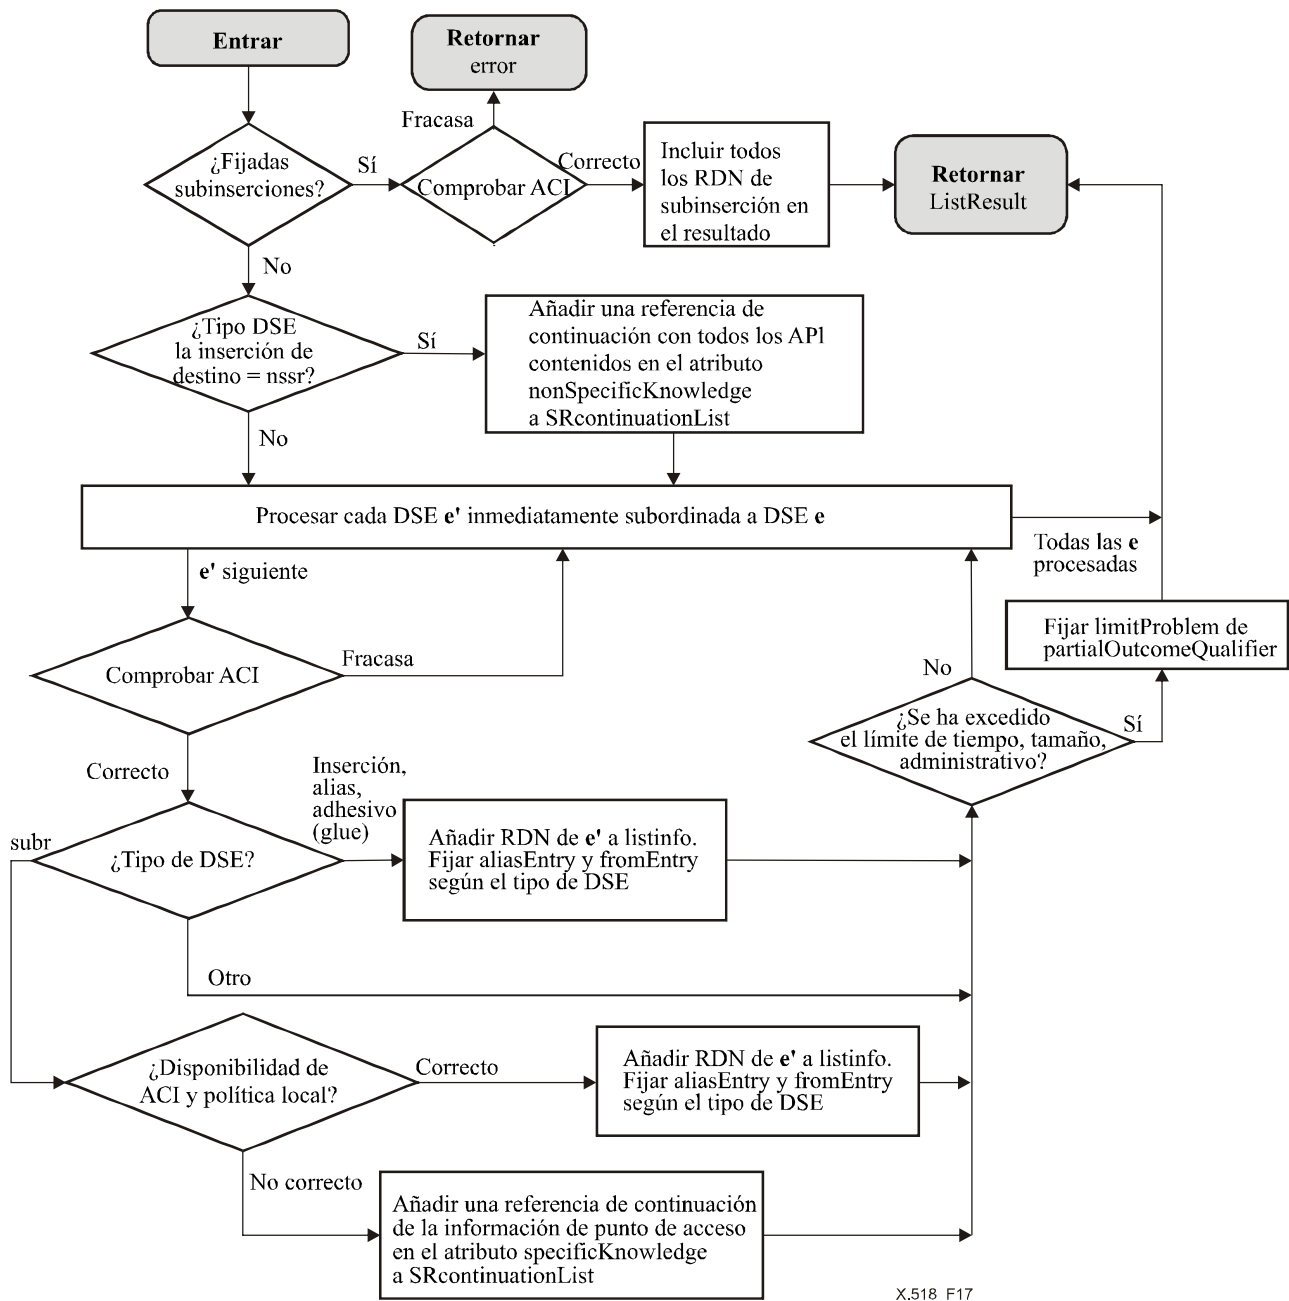 Entrar
Retornar
error
Fracasa
¿Fijadas
subinserciones?
Sí
Comprobar ACI
Correcto
Incluir todos
los RDN de
subinserción en
el resultado
Retornar
ListResult
No
¿Tipo DSE
la inserción de
destino = nssr?
Sí
Añadir una referencia de
continuación con todos los API
contenidos en el atributo
nonSpecificKnowledge
a SRcontinuationList
No
Procesar cada DSE e' inmediatamente subordinada a DSE e
Todas las e
procesadas
e' siguiente
Fijar limitProblem de
partialOutcomeQualifier
Comprobar ACI
Fracasa
No
¿Se ha excedido
el límite de tiempo, tamaño,
administrativo?
Sí
Correcto
Inserción,
alias,
adhesivo
(glue)
subr
¿Tipo de DSE?
Añadir RDN de e' a listinfo.
Fijar aliasEntry y fromEntry
según el tipo de DSE
Otro
¿Disponibilidad de
ACI y política local?
Correcto
Añadir RDN de e' a listinfo.
Fijar aliasEntry y fromEntry
según el tipo de DSE
No correcto
Añadir una referencia de continuación
de la información de punto de acceso
en el atributo specificKnowledge
a SRcontinuationList
X.518_F17